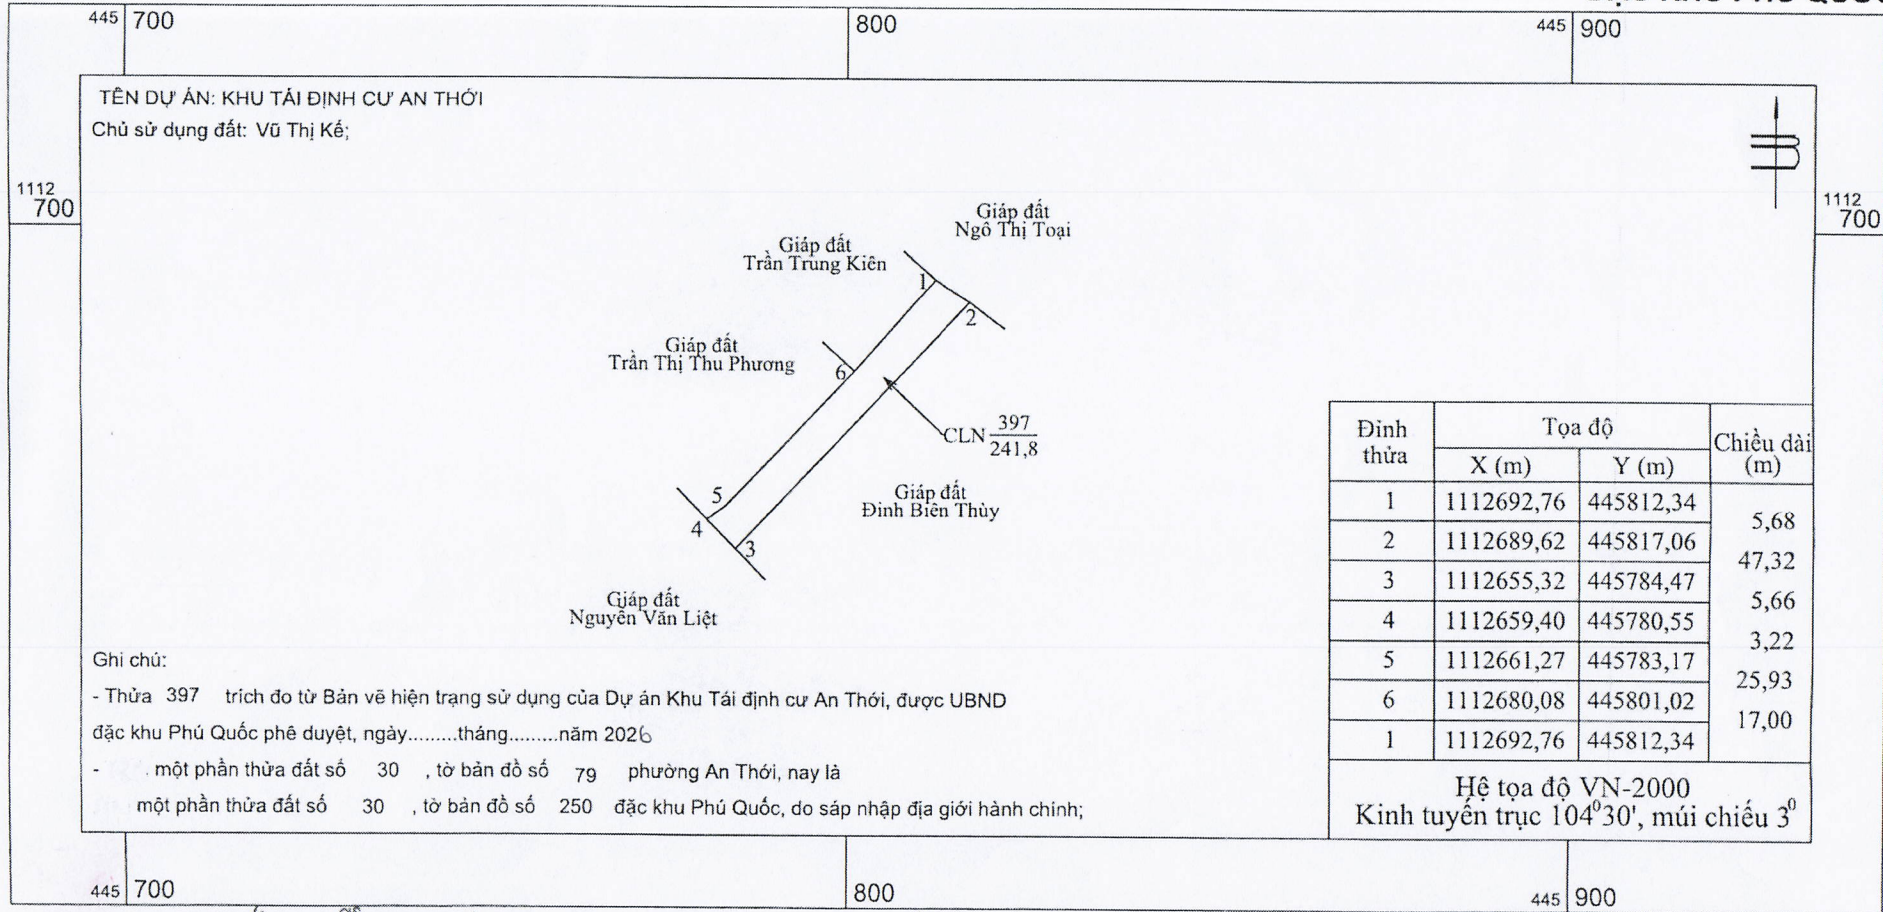 445 700
800
445 900
TÊN DỰ ÁN: KHU TÁI ĐỊNH CƯ AN THỚI
Chủ sử dụng đất: Vũ Thị Kế;
1112
700
1112
700
Giáp đất
Ngô Thị Toại
Giáp đất
Trần Trung Kiên
1
2
Giáp đất
Trần Thị Thu Phương
6
CLN 397
241,8
5
4
3
Giáp đất
Đinh Biên Thùy
Giáp đất
Nguyễn Văn Liệt
Đỉnh thửa Tọa độ Chiều dài (m)
X (m) Y (m)
1 1112692,76 445812,34
5,68
2 1112689,62 445817,06
47,32
3 1112655,32 445784,47
5,66
4 1112659,40 445780,55
3,22
5 1112661,27 445783,17
25,93
6 1112680,08 445801,02
17,00
1 1112692,76 445812,34
Hệ tọa độ VN-2000
Kinh tuyến trục 104⁰30', múi chiếu 3⁰
Ghi chú:
- Thửa 397 trích đo từ Bản vẽ hiện trạng sử dụng của Dự án Khu Tái định cư An Thới, được UBND
đặc khu Phú Quốc phê duyệt, ngày.........tháng.........năm 2026
- một phần thửa đất số 30 , tờ bản đồ số 79 phường An Thới, nay là
một phần thửa đất số 30 , tờ bản đồ số 250 đặc khu Phú Quốc, do sáp nhập địa giới hành chính;
445 700
800
445 900